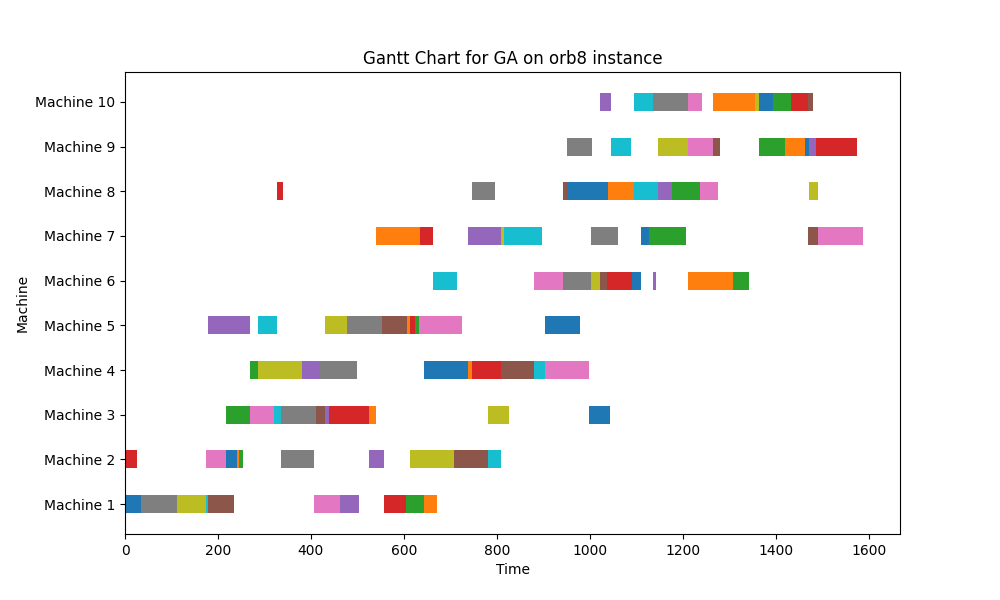 Gantt Chart for GA on orb8 instance
Machine 10
Machine 9
Machine 8
Machine 7
Machine 6
Machine 5
Machine 4
Machine 3
Machine 2
Machine 1
Machine
0 200 400 600 800 1000 1200 1400 1600
Time